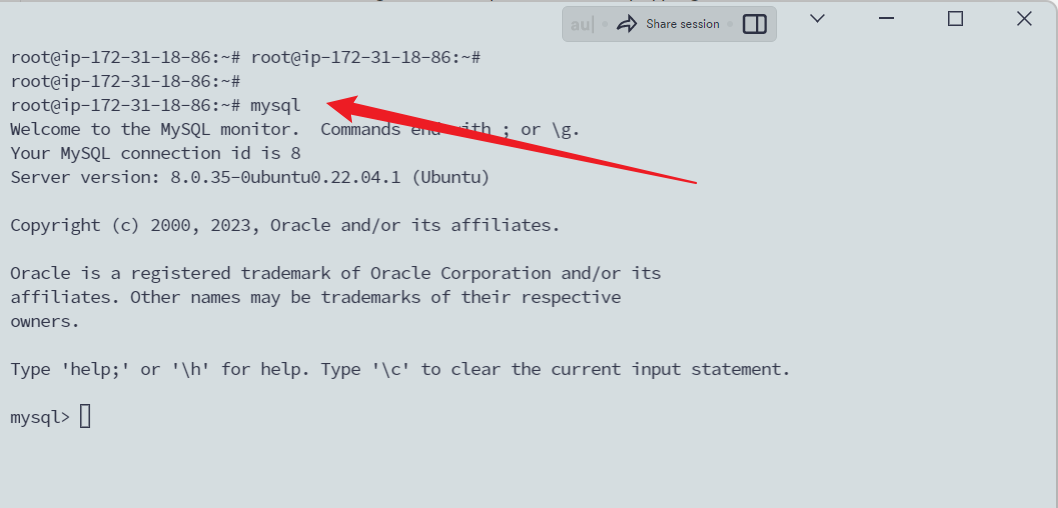 au|
Share session
root@ip-172-31-18-86:~# root@ip-172-31-18-86:~#
root@ip-172-31-18-86:~#
root@ip-172-31-18-86:~# mysql
Welcome to the MySQL monitor.  Commands end with ; or \g.
Your MySQL connection id is 8
Server version: 8.0.35-0ubuntu0.22.04.1 (Ubuntu)
Copyright (c) 2000, 2023, Oracle and/or its affiliates.
Oracle is a registered trademark of Oracle Corporation and/or its
affiliates. Other names may be trademarks of their respective
owners.
Type 'help;' or '\h' for help. Type '\c' to clear the current input statement.
mysql>